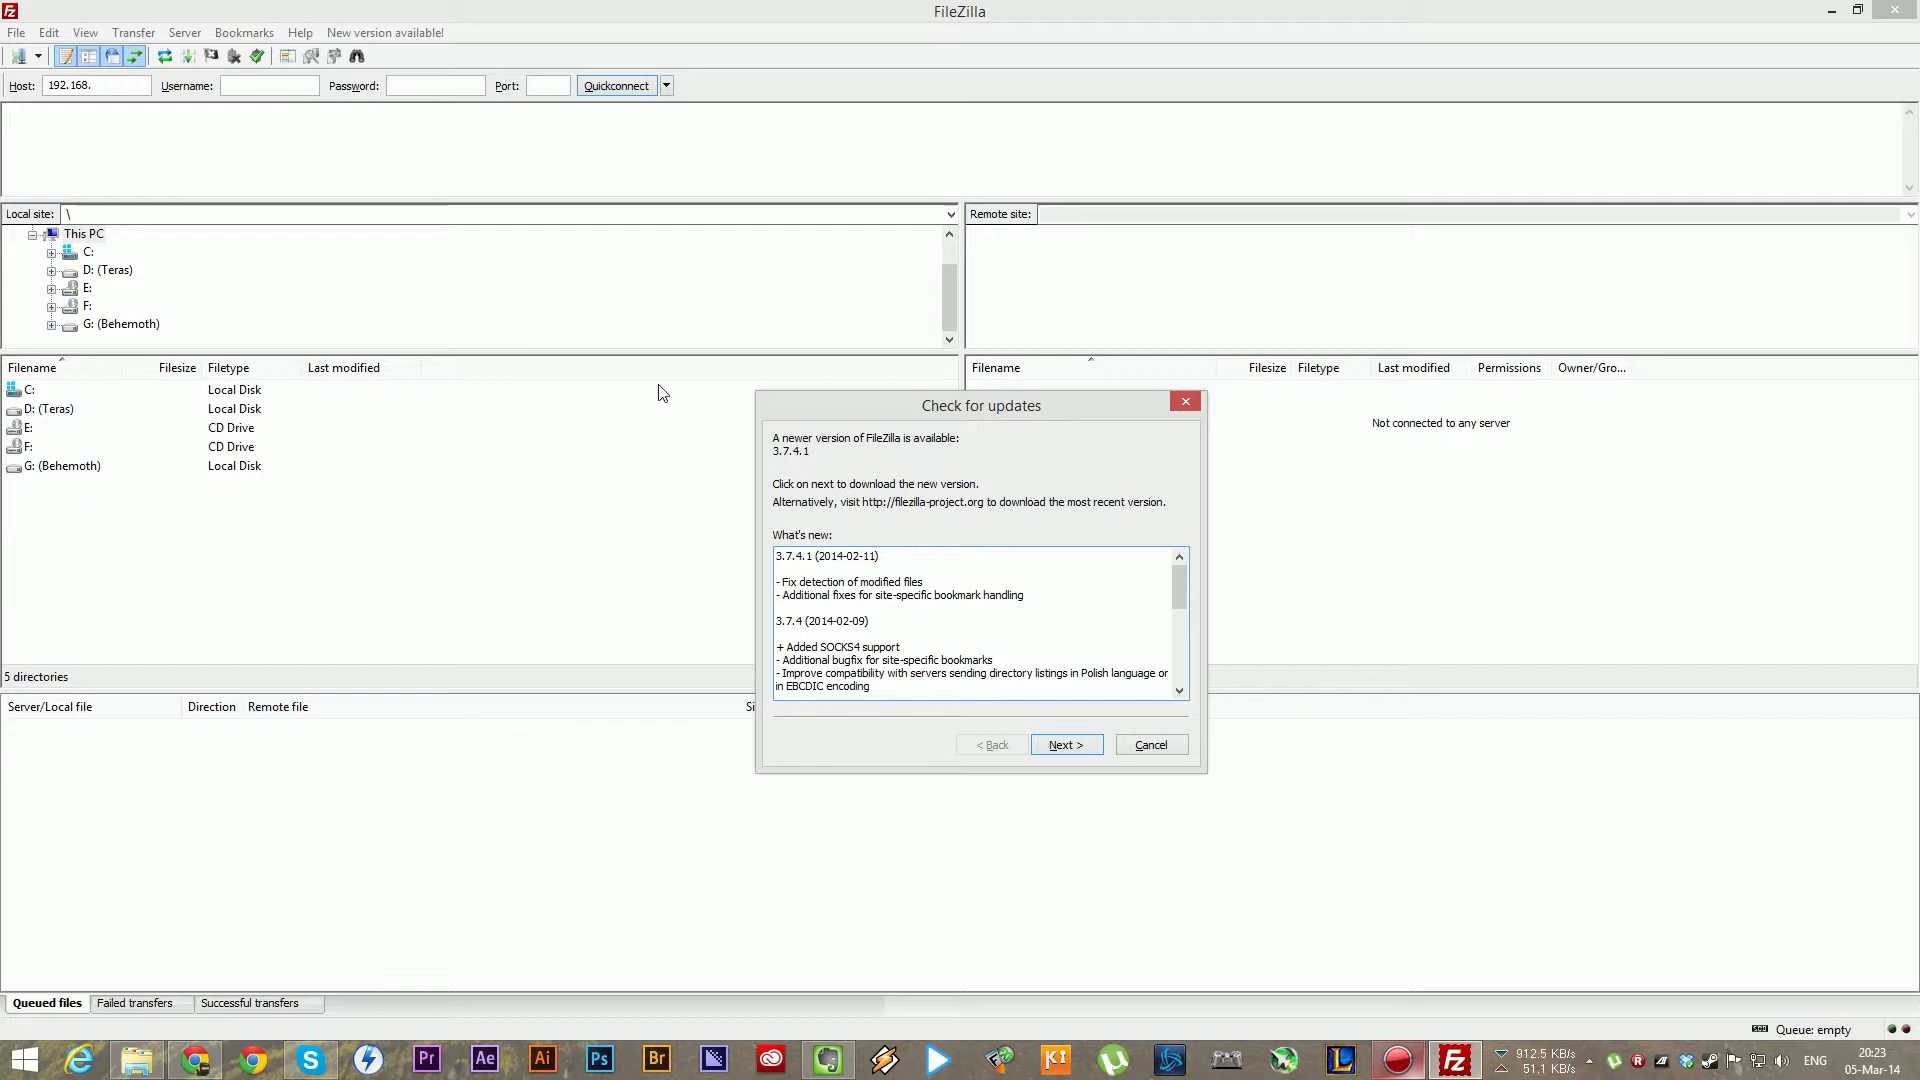 FileZilla
File Edit View Transfer Server Bookmarks Help New version available!
Host: 192.168. Username: Password: Port: Quickconnect
Local site: \
Remote site:
This PC
C:
D: (Teras)
E:
F:
G: (Behemoth)
Filename Filesize Filetype Last modified
C: Local Disk
D: (Teras) Local Disk
E: CD Drive
F: CD Drive
G: (Behemoth) Local Disk
5 directories
Filename Filesize Filetype Last modified Permissions Owner/Gro...
Not connected to any server
Check for updates
A newer version of FileZilla is available:
3.7.4.1
Click on next to download the new version.
Alternatively, visit http://filezilla-project.org to download the most recent version.
What's new:
3.7.4.1 (2014-02-11)
- Fix detection of modified files
- Additional fixes for site-specific bookmark handling
3.7.4 (2014-02-09)
+ Added SOCKS4 support
- Additional bugfix for site-specific bookmarks
- Improve compatibility with servers sending directory listings in Polish language or
in EBCDIC encoding
< Back Next > Cancel
Server/Local file Direction Remote file Si
Queued files Failed transfers Successful transfers
Queue: empty
Pr Ae Ai Ps Br
912.5 KB/s
51.1 KB/s
ENG
20:23
05-Mar-14